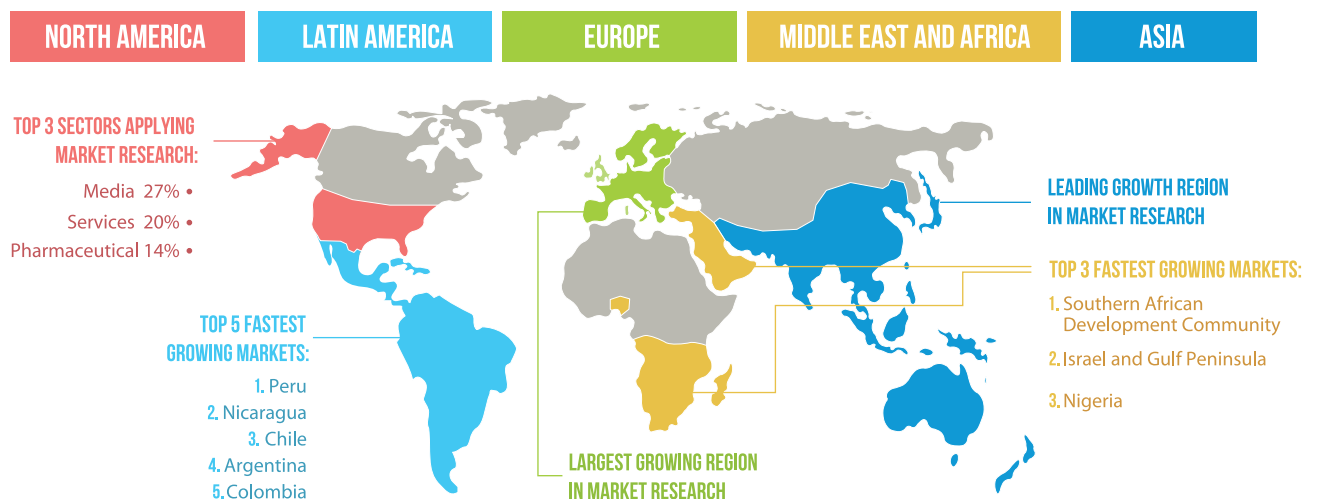 NORTH AMERICA
LATIN AMERICA
EUROPE
MIDDLE EAST AND AFRICA
ASIA
TOP 3 SECTORS APPLYING
MARKET RESEARCH:
Media 27% •
Services 20% •
Pharmaceutical 14% •
TOP 5 FASTEST
GROWING MARKETS:
1. Peru
2. Nicaragua
3. Chile
4. Argentina
5. Colombia
LARGEST GROWING REGION
IN MARKET RESEARCH
LEADING GROWTH REGION
IN MARKET RESEARCH
TOP 3 FASTEST GROWING MARKETS:
1. Southern African
Development Community
2. Israel and Gulf Peninsula
3. Nigeria